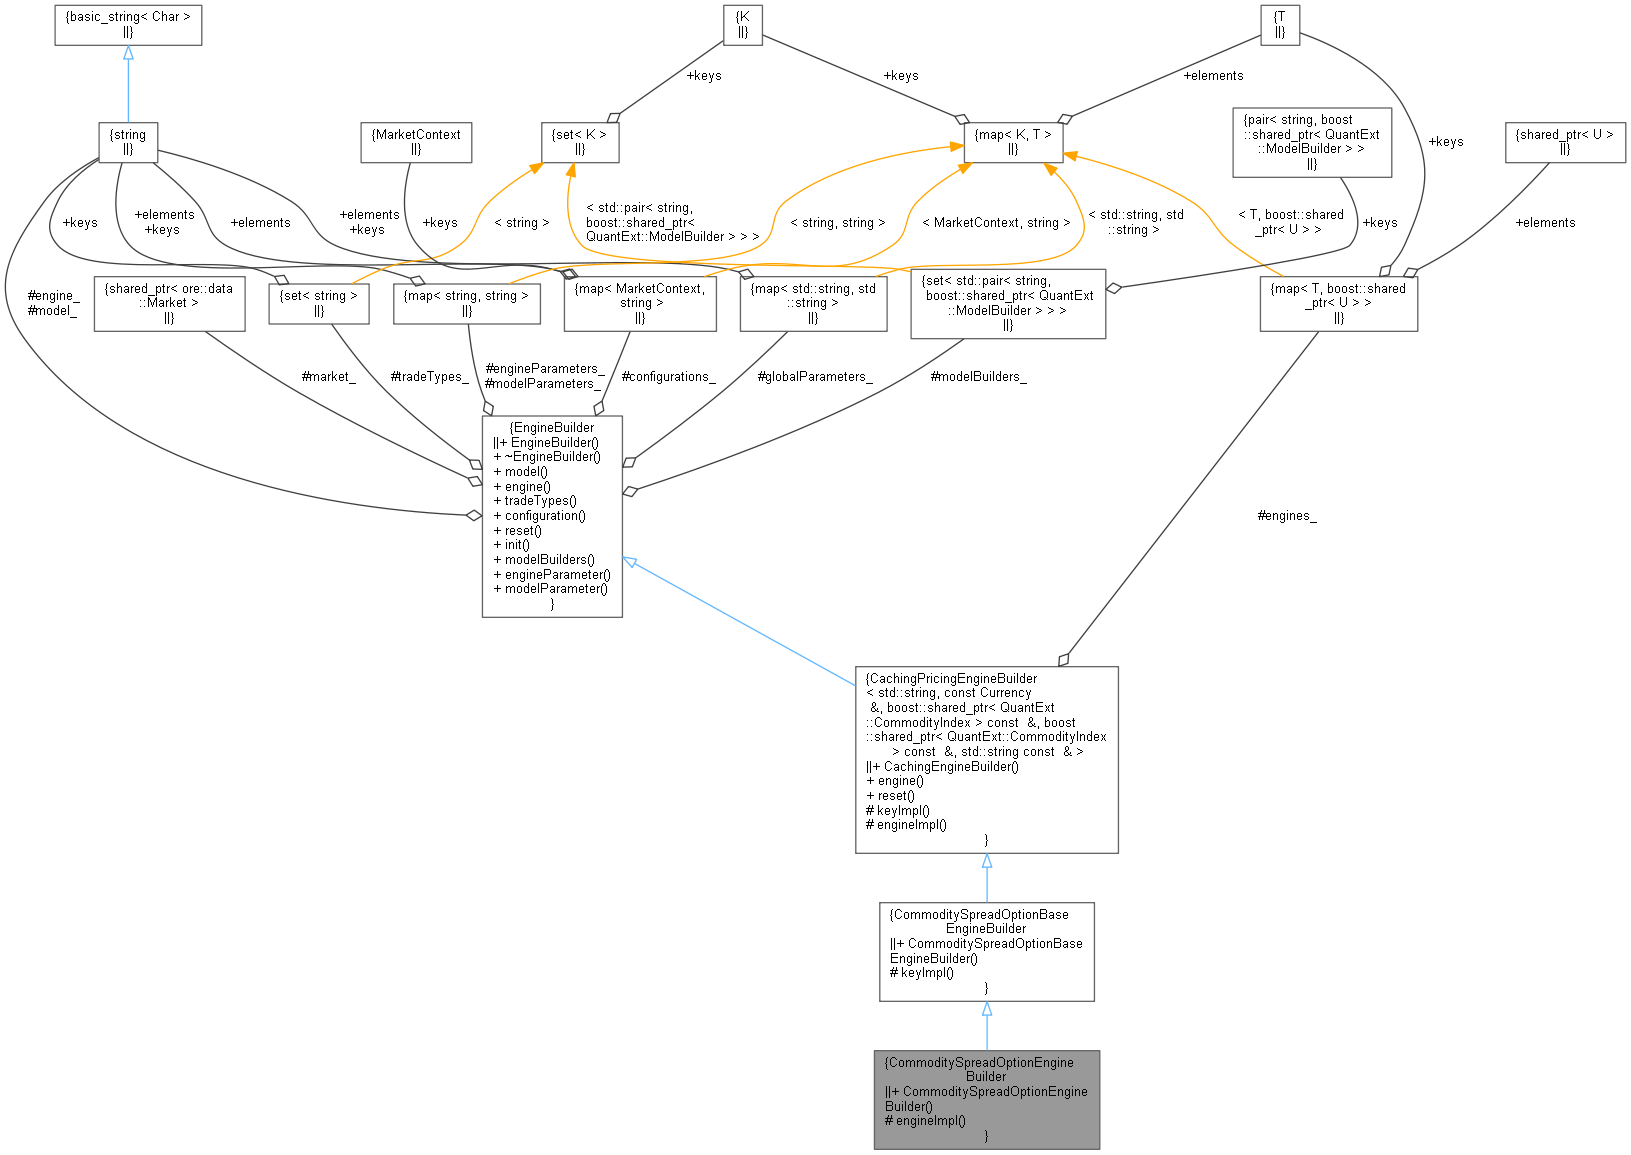 {basic_string< Char >
||}
{K
||}
{T
||}
+keys
+keys
+elements
{string
||}
{MarketContext
||}
{set< K >
||}
{map< K, T >
||}
{pair< string, boost
::shared_ptr< QuantExt
::ModelBuilder > >
||}
{shared_ptr< U >
||}
+keys
+keys
+elements
+keys
+elements
+elements
+keys
+keys
< string >
< std::pair< string,
boost::shared_ptr<
QuantExt::ModelBuilder > > >
< string, string >
< MarketContext, string >
< std::string, std
::string >
< T, boost::shared
_ptr< U > >
+keys
+elements
#engine_
#model_
{shared_ptr< ore::data
::Market >
||}
{set< string >
||}
{map< string, string >
||}
{map< MarketContext,
string >
||}
{map< std::string, std
::string >
||}
{set< std::pair< string,
boost::shared_ptr< QuantExt
::ModelBuilder > > >
||}
{map< T, boost::shared
_ptr< U > >
||}
#market_
#tradeTypes_
#engineParameters_
#modelParameters_
#configurations_
#globalParameters_
#modelBuilders_
{EngineBuilder
||+ EngineBuilder()
+ ~EngineBuilder()
+ model()
+ engine()
+ tradeTypes()
+ configuration()
+ reset()
+ init()
+ modelBuilders()
+ engineParameter()
+ modelParameter()
}
#engines_
{CachingPricingEngineBuilder
< std::string, const Currency
&, boost::shared_ptr< QuantExt
::CommodityIndex > const  &, boost
::shared_ptr< QuantExt::CommodityIndex
> const  &, std::string const  & >
||+ CachingEngineBuilder()
+ engine()
+ reset()
# keyImpl()
# engineImpl()
}
{CommoditySpreadOptionBase
EngineBuilder
||+ CommoditySpreadOptionBase
EngineBuilder()
# keyImpl()
}
{CommoditySpreadOptionEngine
Builder
||+ CommoditySpreadOptionEngine
Builder()
# engineImpl()
}